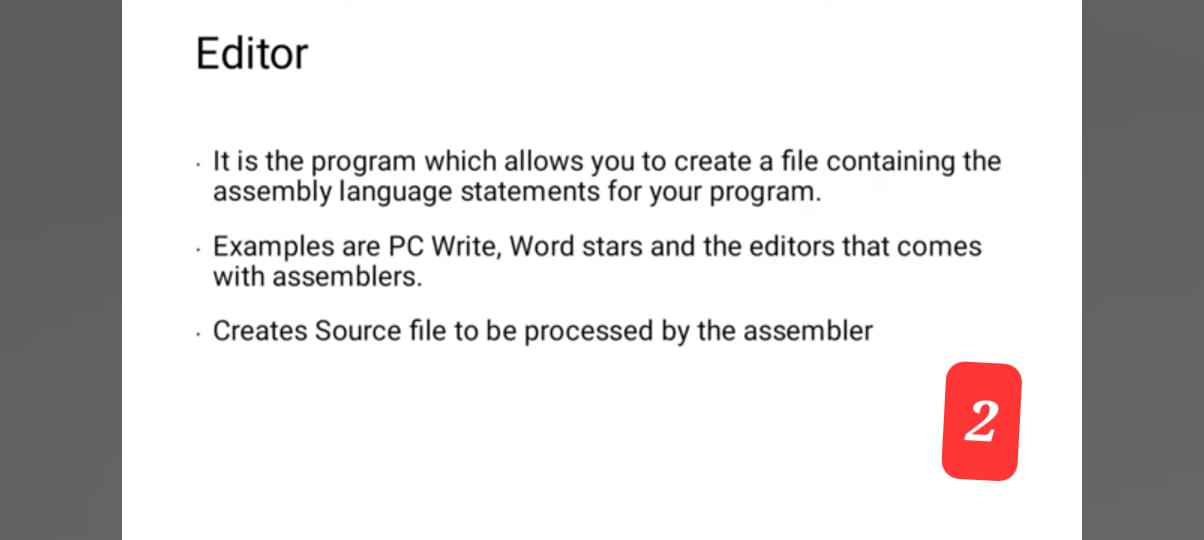 Editor
· It is the program which allows you to create a file containing the
assembly language statements for your program.
· Examples are PC Write, Word stars and the editors that comes
with assemblers.
· Creates Source file to be processed by the assembler
2